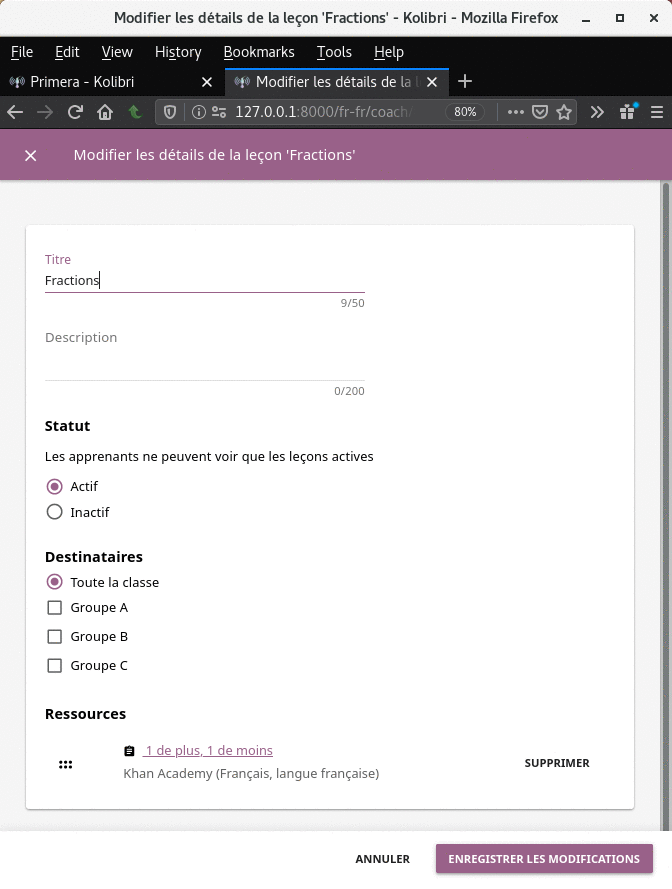 Modifier les détails de la leçon 'Fractions' - Kolibri - Mozilla Firefox
File Edit View History Bookmarks Tools Help
Primera - Kolibri
Modifier les détails de la l
127.0.0.1:8000/fr-fr/coach/
80%
Modifier les détails de la leçon 'Fractions'
Titre
Fractions
9/50
Description
0/200
Statut
Les apprenants ne peuvent voir que les leçons actives
Actif
Inactif
Destinataires
Toute la classe
Groupe A
Groupe B
Groupe C
Ressources
1 de plus, 1 de moins
Khan Academy (Français, langue française)
SUPPRIMER
ANNULER
ENREGISTRER LES MODIFICATIONS